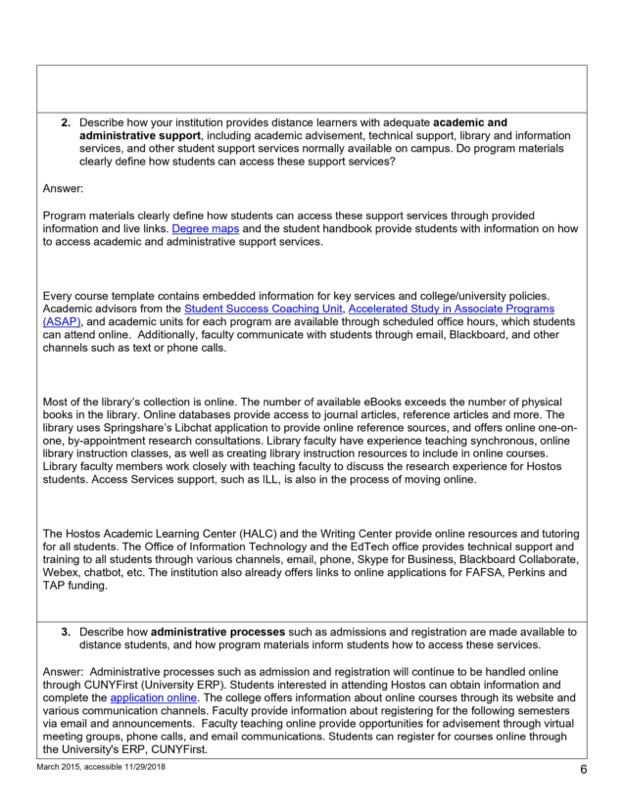 2. Describe how your institution provides distance learners with adequate academic and
administrative support, including academic advisement, technical support, library and information
services, and other student support services normally available on campus. Do program materials
clearly define how students can access these support services?
Answer:
Program materials clearly define how students can access these support services through provided
information and live links. Degree maps and the student handbook provide students with information on how
to access academic and administrative support services.
Every course template contains embedded information for key services and college/university policies.
Academic advisors from the Student Success Coaching Unit, Accelerated Study in Associate Programs
(ASAP), and academic units for each program are available through scheduled office hours, which students
can attend online.  Additionally, faculty communicate with students through email, Blackboard, and other
channels such as text or phone calls.
Most of the library's collection is online. The number of available eBooks exceeds the number of physical
books in the library. Online databases provide access to journal articles, reference articles and more. The
library uses Springshare's Libchat application to provide online reference sources, and offers online one-on-
one, by-appointment research consultations. Library faculty have experience teaching synchronous, online
library instruction classes, as well as creating library instruction resources to include in online courses.
Library faculty members work closely with teaching faculty to discuss the research experience for Hostos
students. Access Services support, such as ILL, is also in the process of moving online.
The Hostos Academic Learning Center (HALC) and the Writing Center provide online resources and tutoring
for all students. The Office of Information Technology and the EdTech office provides technical support and
training to all students through various channels, email, phone, Skype for Business, Blackboard Collaborate,
Webex, chatbot, etc. The institution also already offers links to online applications for FAFSA, Perkins and
TAP funding.
3. Describe how administrative processes such as admissions and registration are made available to
distance students, and how program materials inform students how to access these services.
Answer:  Administrative processes such as admission and registration will continue to be handled online
through CUNYFirst (University ERP). Students interested in attending Hostos can obtain information and
complete the application online. The college offers information about online courses through its website and
various communication channels. Faculty provide information about registering for the following semesters
via email and announcements.  Faculty teaching online provide opportunities for advisement through virtual
meeting groups, phone calls, and email communications. Students can register for courses online through
the University's ERP, CUNYFirst.
March 2015, accessible 11/29/2018
6